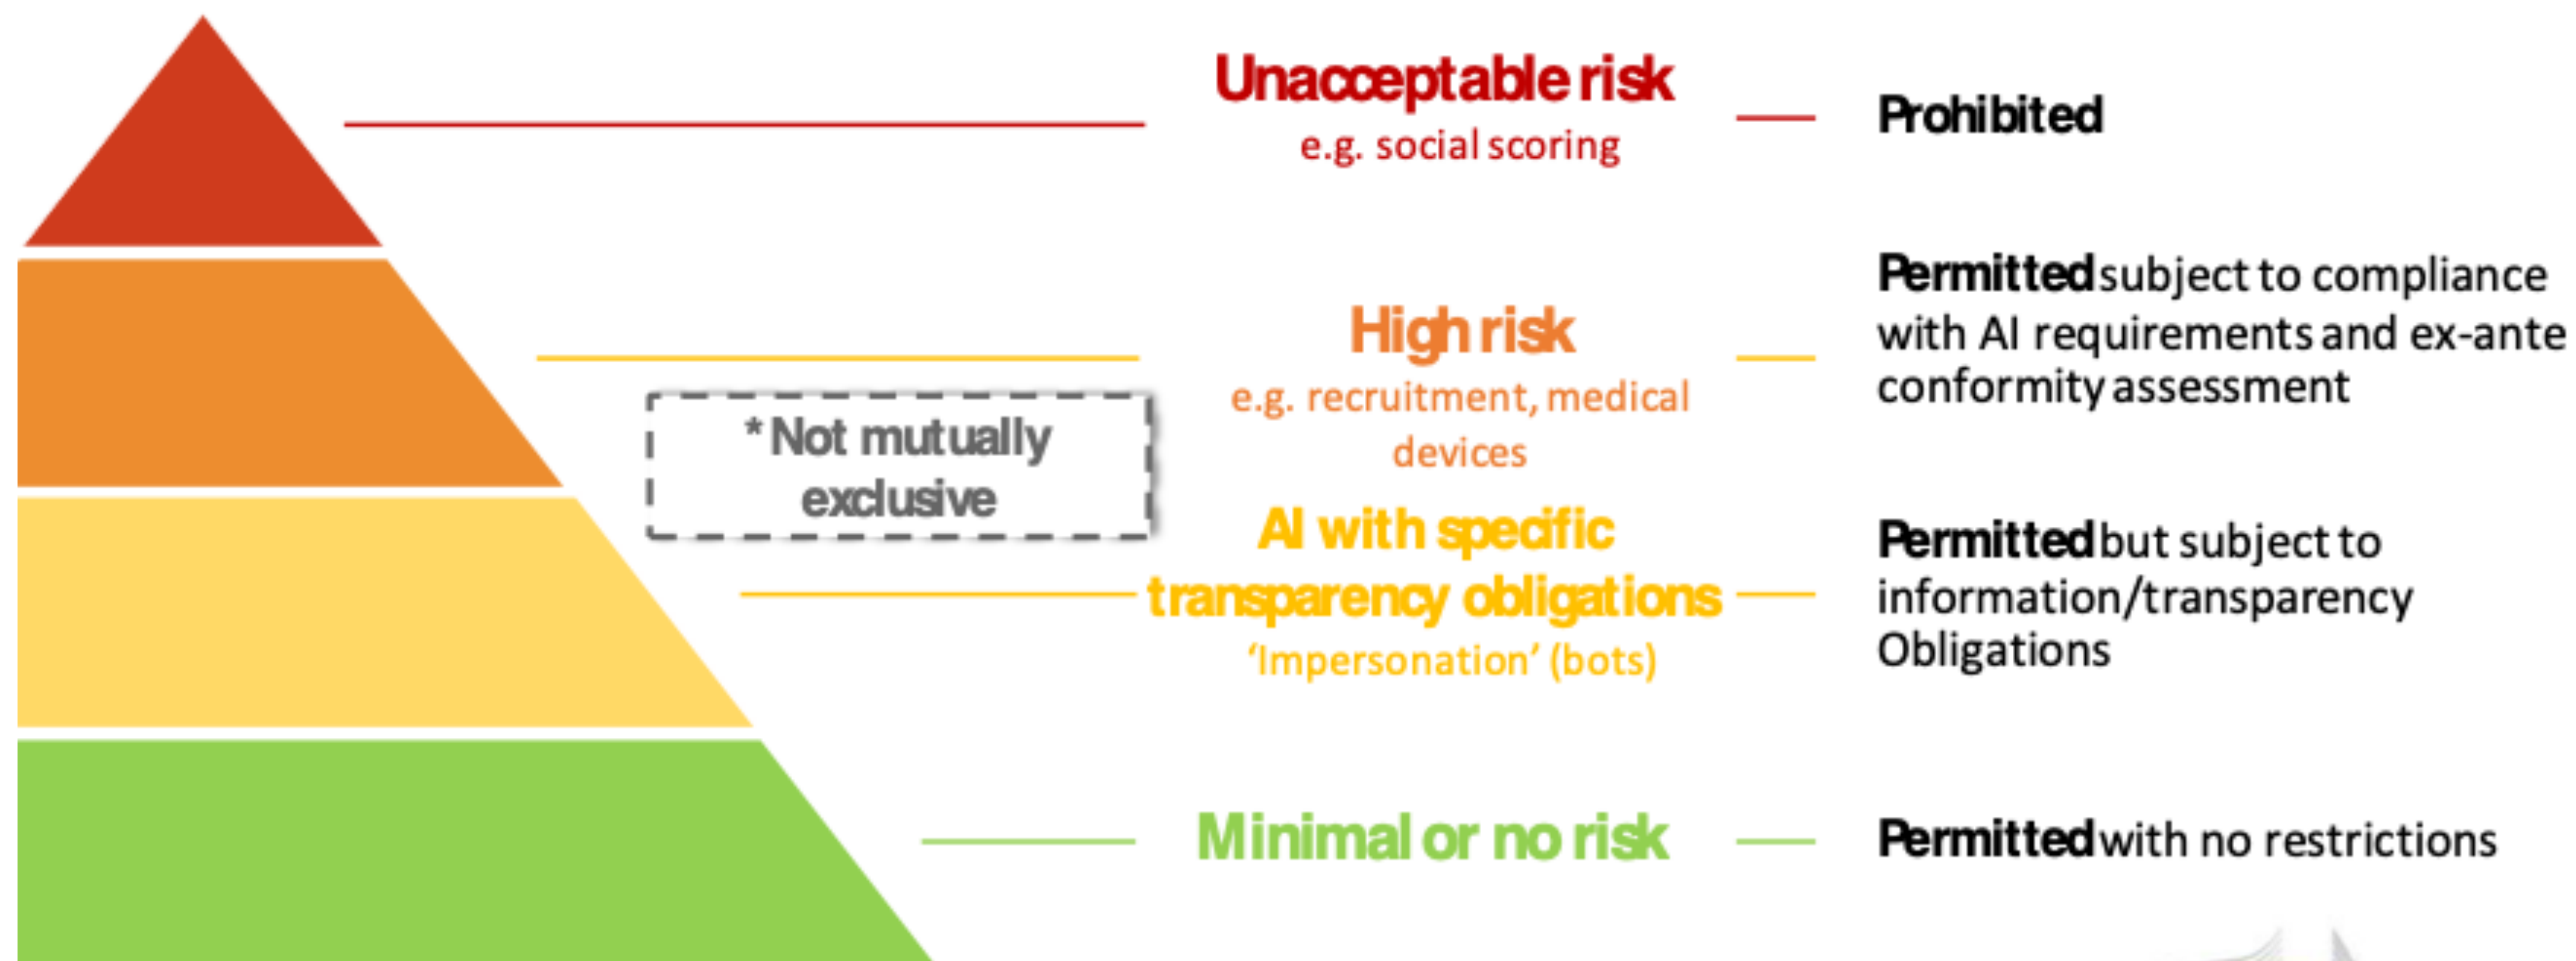 Unacceptable risk
e.g. social scoring
Prohibited
High risk
e.g. recruitment, medical
devices
Permitted subject to compliance
with AI requirements and ex-ante
conformity assessment
*Not mutually
exclusive
AI with specific
transparency obligations
‘Impersonation’ (bots)
Permitted but subject to
information/transparency
Obligations
Minimal or no risk
Permitted with no restrictions